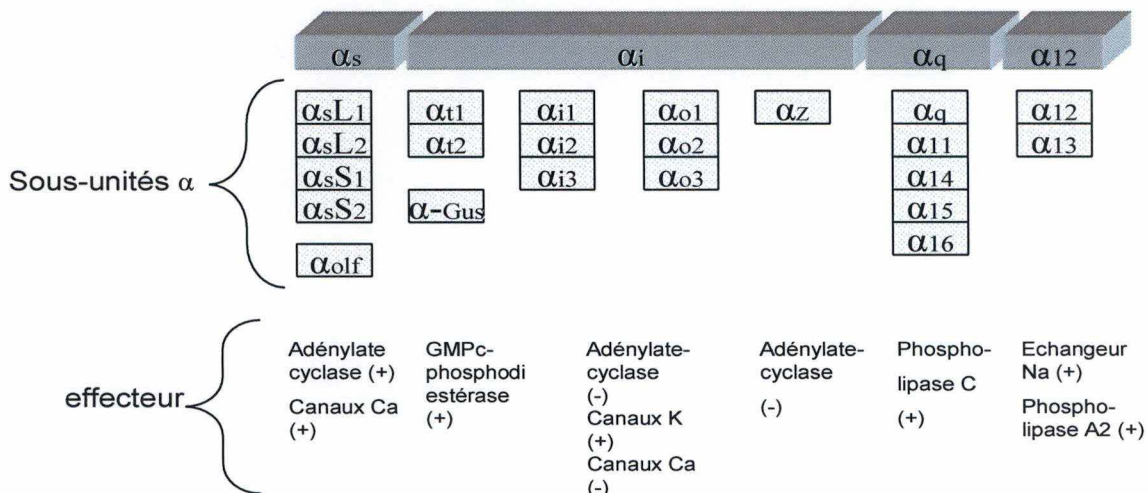 αs αi αq α12
αsL1 αt1 αi1 αo1 αz αq α12
αsL2 αt2 αi2 αo2 α11 α13
αsS1 αi3 αo3 α14
Sous-unités α
αsS2 α-Gus α15
α16
αolf
effecteur
Adénylate
cyclase (+)
Canaux Ca
(+)
GMPc-
phosphodi
estérase
(+)
Adénylate-
cyclase
(-)
Canaux K
(+)
Canaux Ca
(-)
Adénylate-
cyclase
(-)
Phospho-
lipase C
(+)
Echangeur
Na (+)
Phospho-
lipase A2 (+)